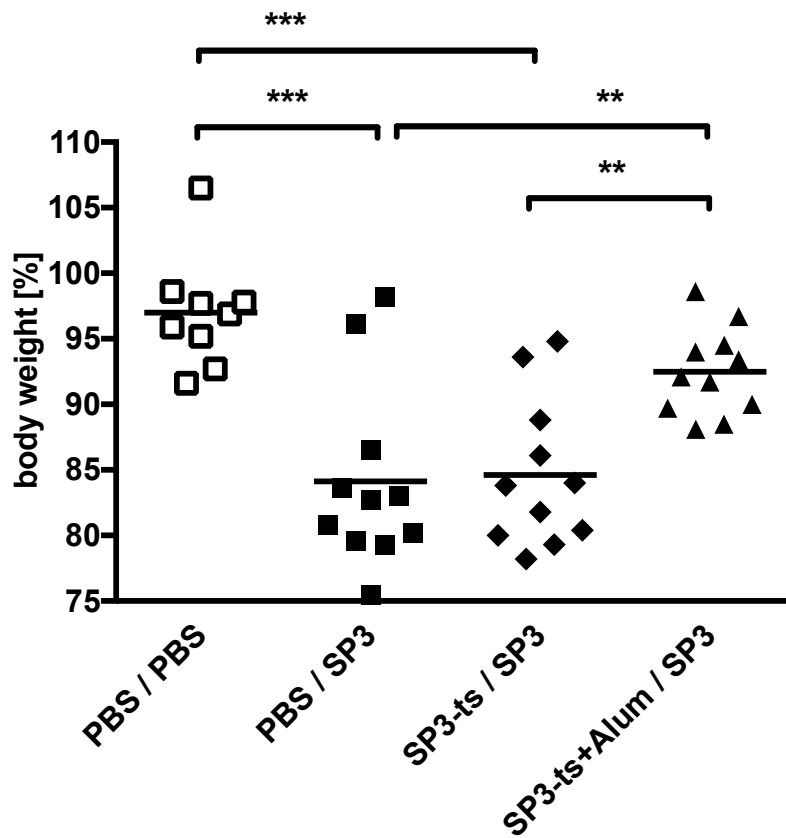 ***
*** **
**
body weight [%]
110
105
100
95
90
85
80
75
PBS / PBS
PBS / SP3
SP3-ts / SP3
SP3-ts+Alum / SP3